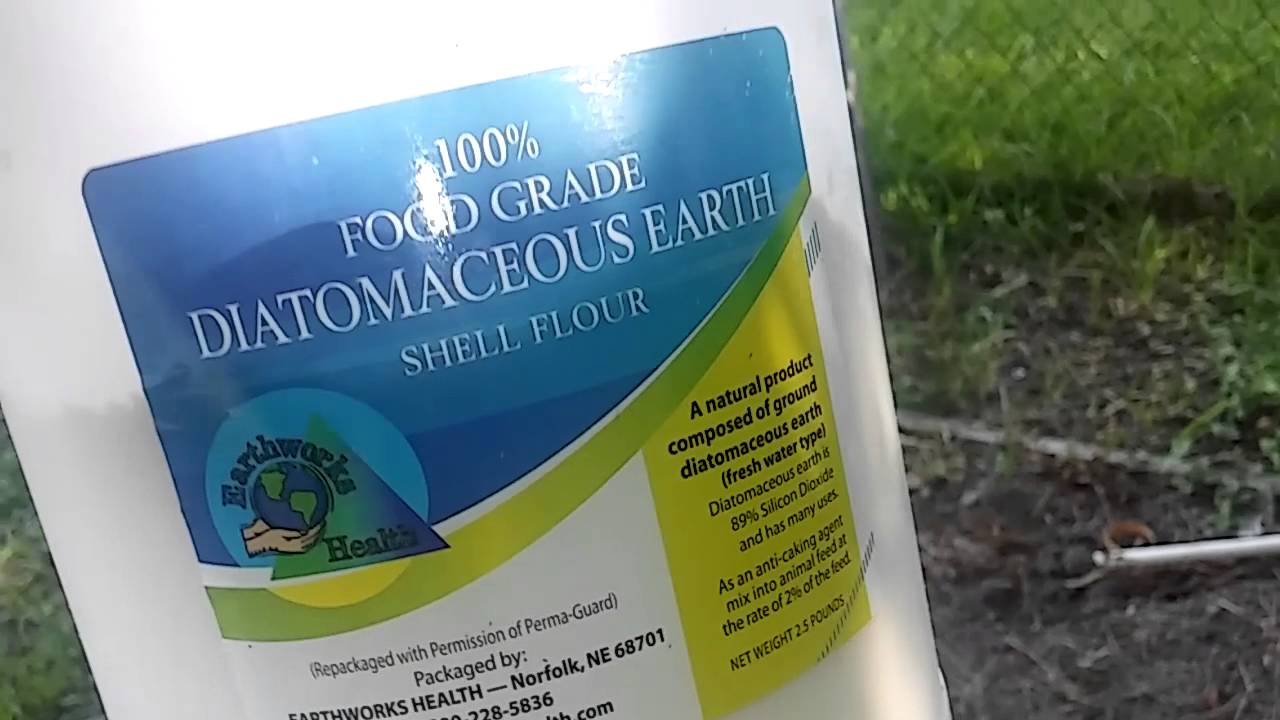 100%
FOOD GRADE
DIATOMACEOUS EARTH
SHELL FLOUR
Earthworks
Health
A natural product
composed of ground
diatomaceous earth
(fresh water type)
Diatomaceous earth is
89% Silicon Dioxide
and has many uses.
As an anti-caking agent
mix into animal feed at
the rate of 2% of the feed.
NET WEIGHT 2.5 POUNDS
(Repackaged with Permission of Perma-Guard)
Packaged by:
EARTHWORKS HEALTH — Norfolk, NE 68701
-228-5836
.com